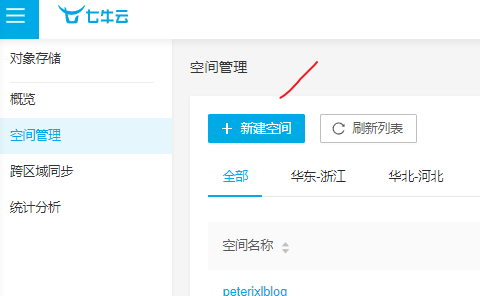 七牛云
对象存储
概览
空间管理
跨区域同步
统计分析
空间管理
新建空间
刷新列表
全部 华东-浙江 华北-河北
空间名称
peterjxlblog